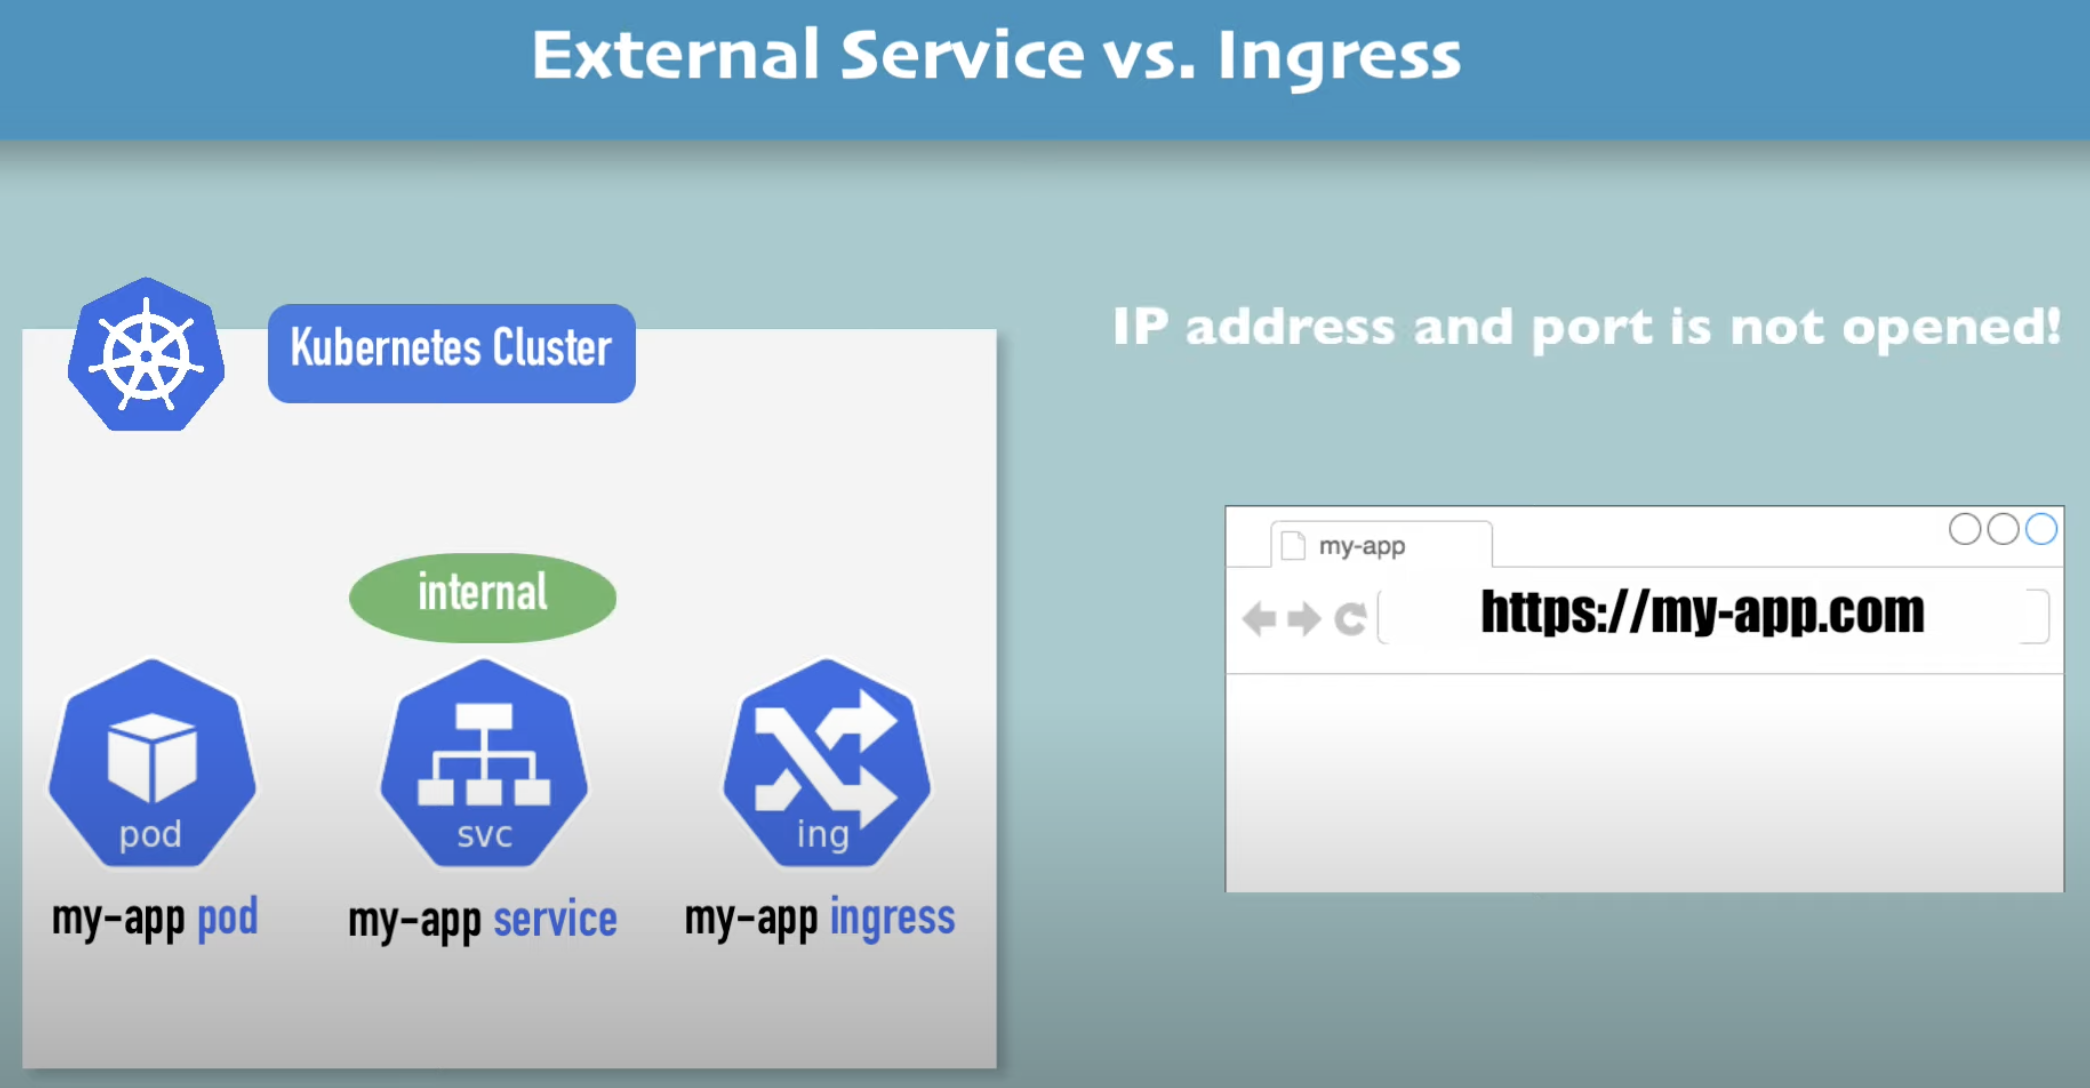 External Service vs. Ingress
Kubernetes Cluster
IP address and port is not opened!
internal
my-app
https://my-app.com
pod
svc
ing
my-app pod
my-app service
my-app ingress